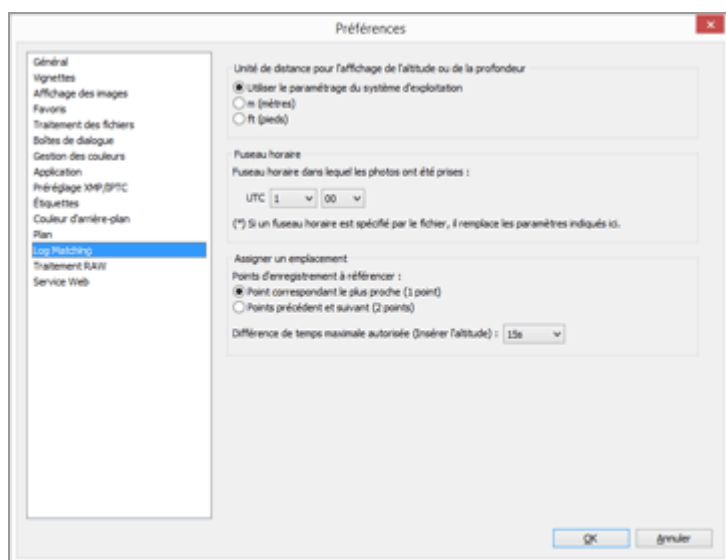 Préférences
Général
Vignettes
Affichage des images
Favoris
Traitement des fichiers
Boîtes de dialogue
Gestion des couleurs
Application
Préréglage XMP/IPTC
Étiquettes
Couleur d'arrière-plan
Plan
Log Matching
Traitement RAW
Service Web
Unité de distance pour l'affichage de l'altitude ou de la profondeur
Utiliser le paramétrage du système d'exploitation
m (mètres)
ft (pieds)
Fuseau horaire
Fuseau horaire dans lequel les photos ont été prises :
UTC 1 00
(*) Si un fuseau horaire est spécifié par le fichier, il remplace les paramètres indiqués ici.
Assigner un emplacement
Points d'enregistrement à référencer :
Point correspondant le plus proche (1 point)
Points précédent et suivant (2 points)
Différence de temps maximale autorisée (Insérer l'altitude) : 15s
OK Annuler